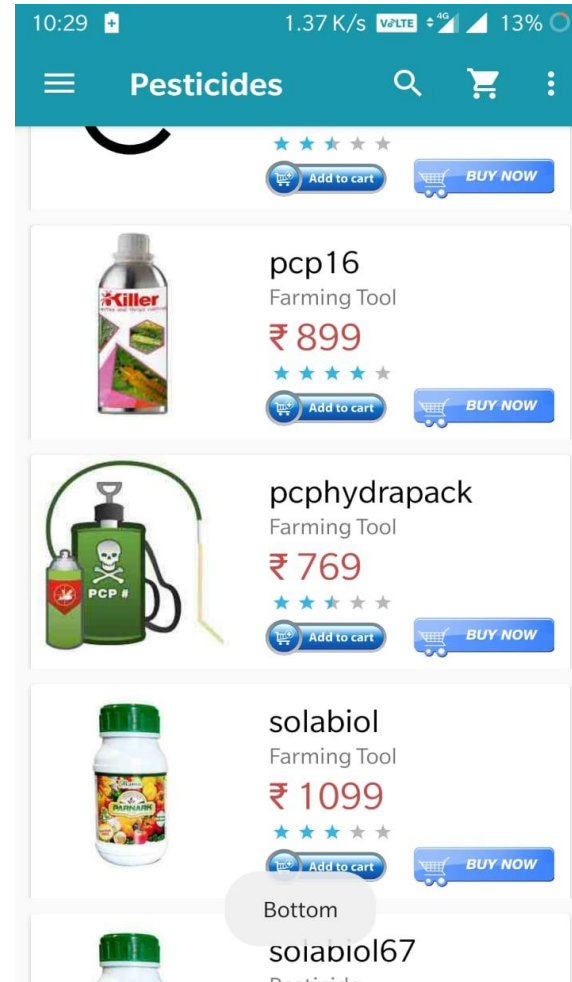 10:29 1.37 K/s VoLTE 4G 13%
Pesticides
Add to cart BUY NOW
Killer
pcp16
Farming Tool
₹ 899
Add to cart BUY NOW
pcphydrapack
Farming Tool
₹ 769
PCP #
Add to cart BUY NOW
solabiol
Farming Tool
₹ 1099
PARNARK
Add to cart BUY NOW
Bottom
solabiol67